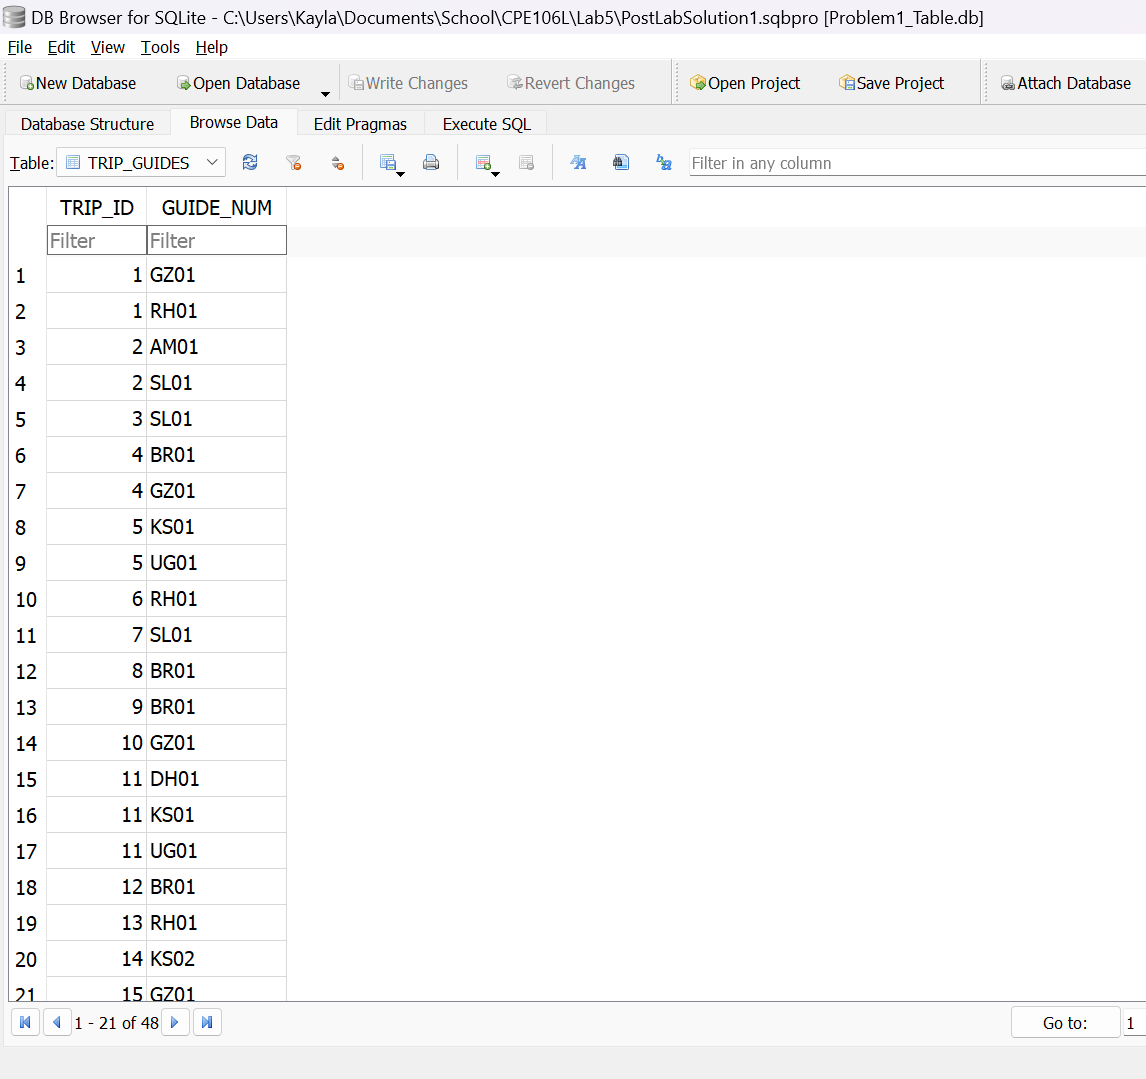 DB Browser for SQLite - C:\Users\Kayla\Documents\School\CPE106L\Lab5\PostLabSolution1.sqbpro [Problem1_Table.db]
File Edit View Tools Help
New Database Open Database Write Changes Revert Changes Open Project Save Project Attach Database
Database Structure Browse Data Edit Pragmas Execute SQL
Table: TRIP_GUIDES Filter in any column
TRIP_ID GUIDE_NUM
Filter Filter
1 1 GZ01
2 1 RH01
3 2 AM01
4 2 SL01
5 3 SL01
6 4 BR01
7 4 GZ01
8 5 KS01
9 5 UG01
10 6 RH01
11 7 SL01
12 8 BR01
13 9 BR01
14 10 GZ01
15 11 DH01
16 11 KS01
17 11 UG01
18 12 BR01
19 13 RH01
20 14 KS02
21 15 GZ01
1 - 21 of 48 Go to: 1